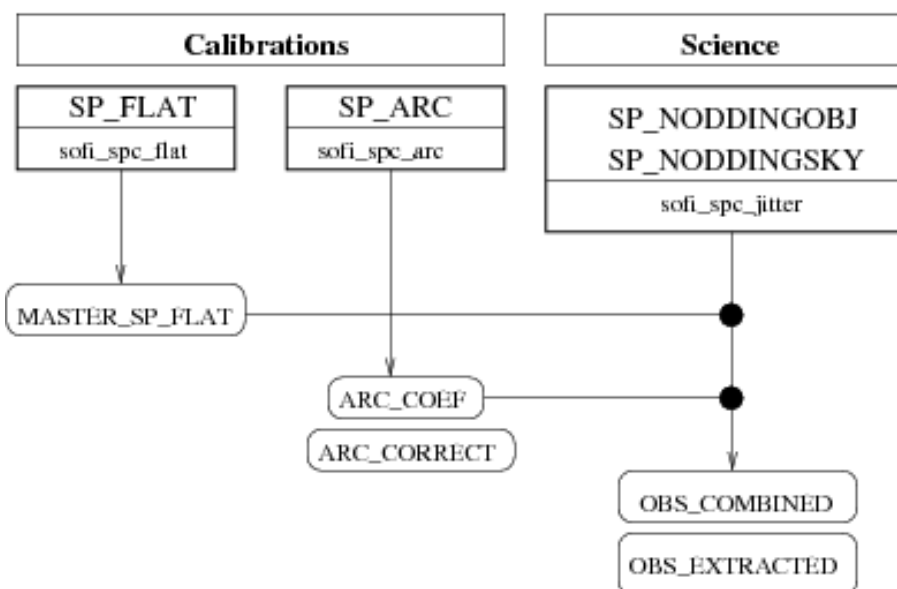 Calibrations
Science
SP_FLAT
sofi_spc_flat
SP_ARC
sofi_spc_arc
SP_NODDINGOBJ
SP_NODDINGSKY
sofi_spc_jitter
MASTER_SP_FLAT
ARC_COEF
ARC_CORRECT
OBS_COMBINED
OBS_EXTRACTED